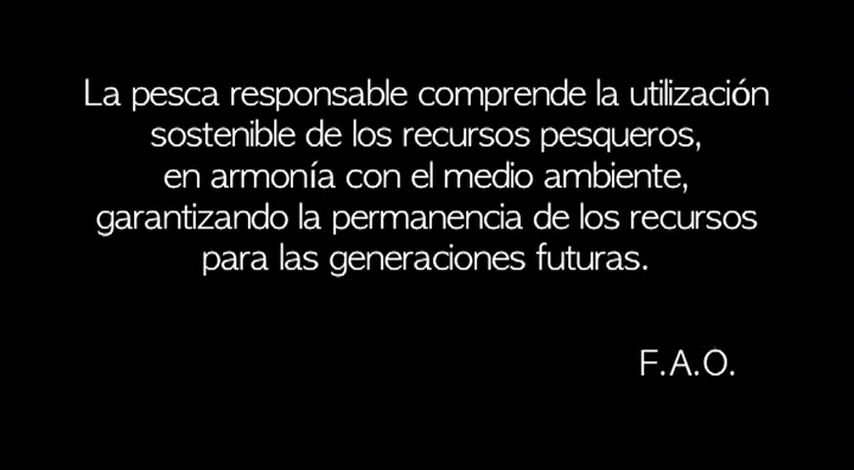 La pesca responsable comprende la utilización
sostenible de los recursos pesqueros,
en armonía con el medio ambiente,
garantizando la permanencia de los recursos
para las generaciones futuras.
F.A.O.